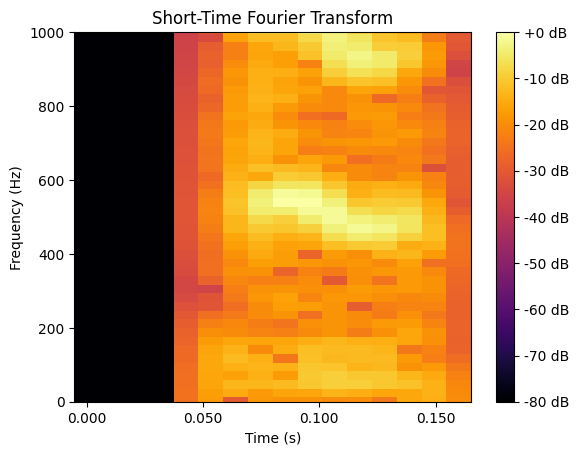 Short-Time Fourier Transform
1000
800
600
400
200
0
Frequency (Hz)
0.000
0.050
0.100
0.150
Time (s)
+0 dB
-10 dB
-20 dB
-30 dB
-40 dB
-50 dB
-60 dB
-70 dB
-80 dB